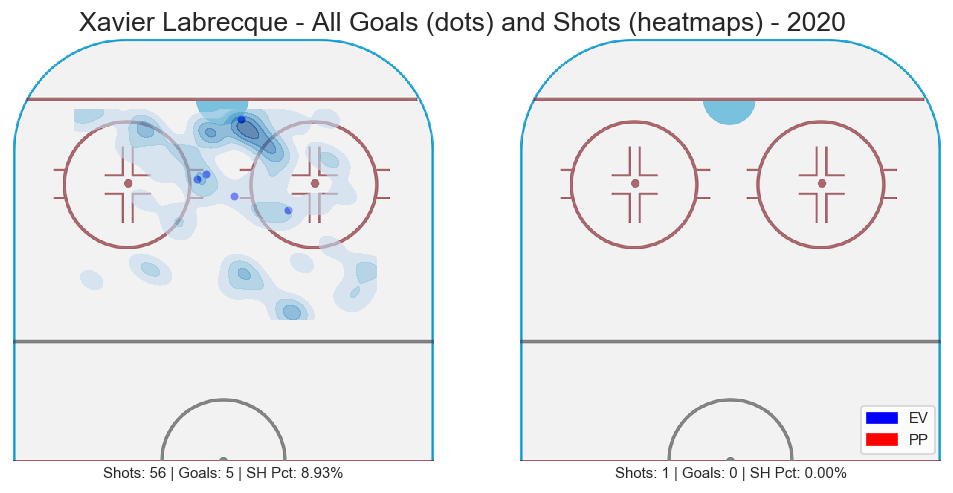 Xavier Labrecque - All Goals (dots) and Shots (heatmaps) - 2020
EV
PP
Shots: 56 | Goals: 5 | SH Pct: 8.93%
Shots: 1 | Goals: 0 | SH Pct: 0.00%